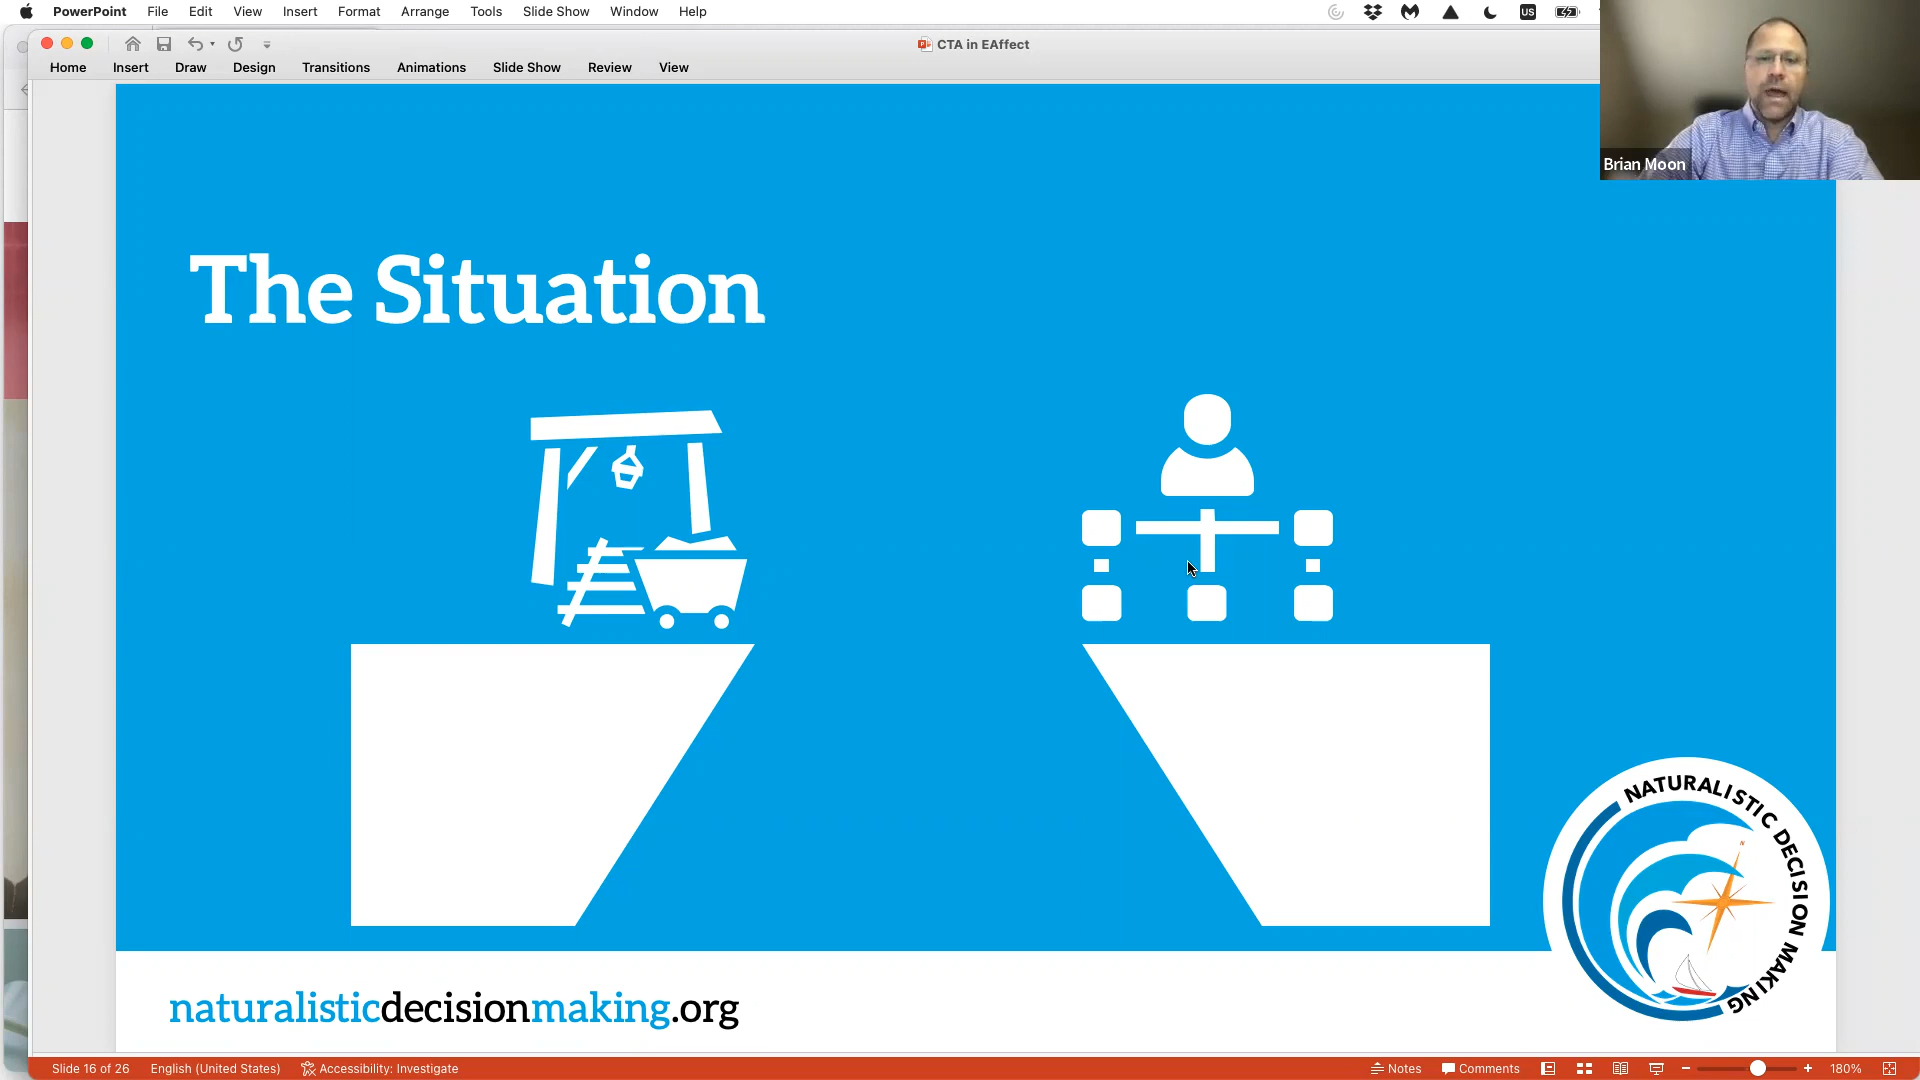 PowerPoint File Edit View Insert Format Arrange Tools Slide Show Window Help US
CTA in EAffect
Home Insert Draw Design Transitions Animations Slide Show Review View
Brian Moon
The Situation
NATURALISTIC DECISION MAKING
N
naturalisticdecisionmaking.org
Slide 16 of 26 English (United States) Accessibility: Investigate Notes Comments 180%